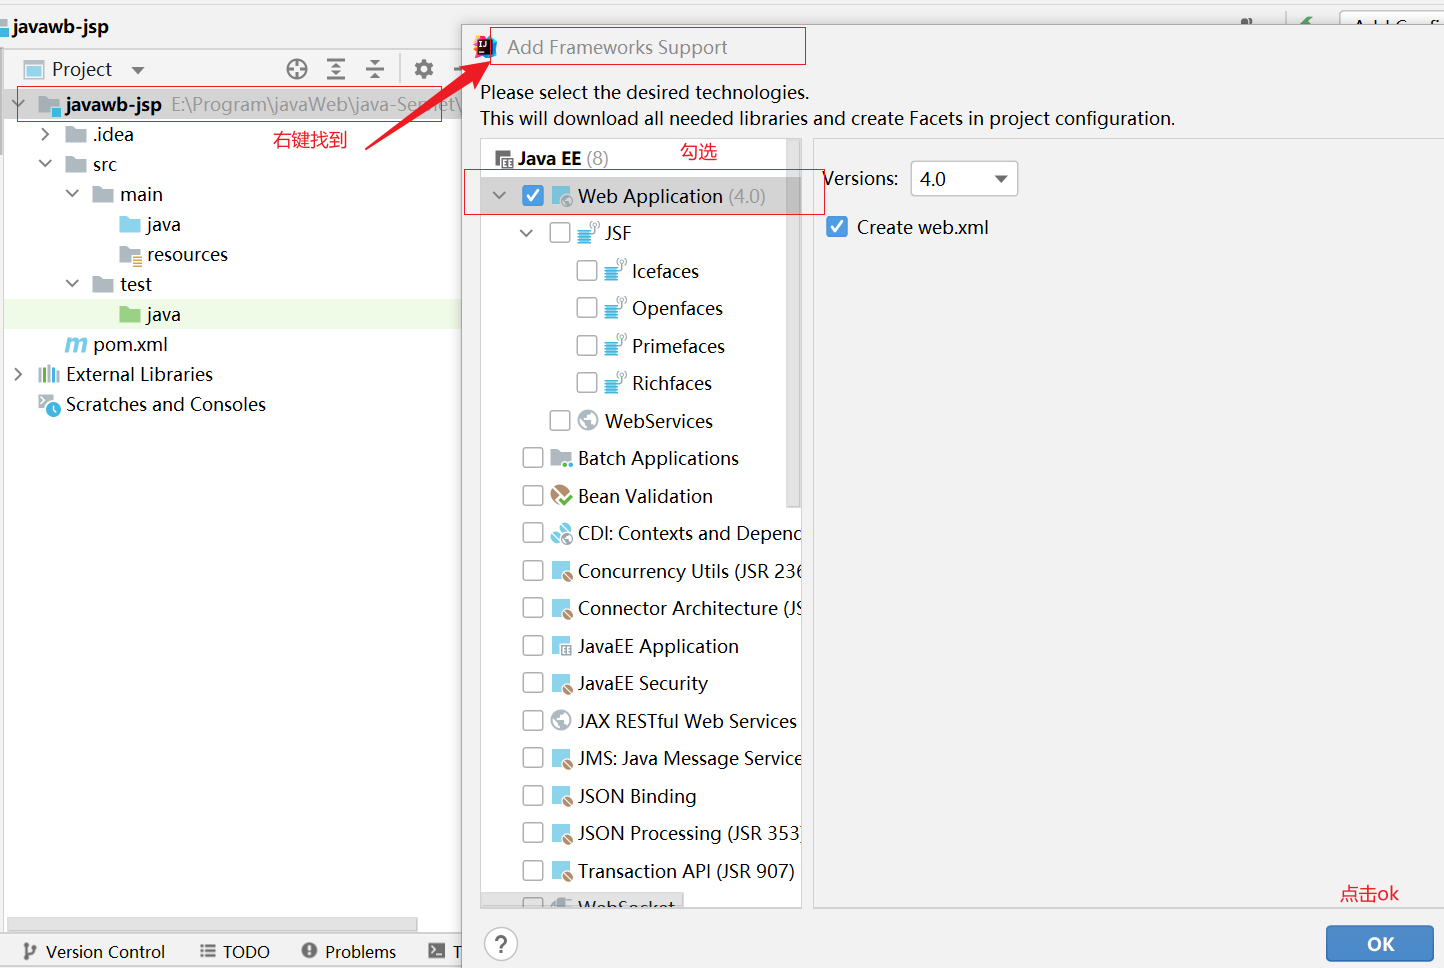 javawb-jsp
Project
javawb-jsp E:\Program\javaWeb\java-Servlet\
右键找到
.idea
src
main
java
resources
test
java
pom.xml
External Libraries
Scratches and Consoles
Version Control
TODO
Problems
Add Frameworks Support
Please select the desired technologies.
This will download all needed libraries and create Facets in project configuration.
Java EE (8)
勾选
Web Application (4.0)
JSF
Icefaces
Openfaces
Primefaces
Richfaces
WebServices
Batch Applications
Bean Validation
CDI: Contexts and Depend
Concurrency Utils (JSR 236
Connector Architecture (JS
JavaEE Application
JavaEE Security
JAX RESTful Web Services
JMS: Java Message Service
JSON Binding
JSON Processing (JSR 353)
Transaction API (JSR 907)
WebSocket
Versions: 4.0
Create web.xml
点击ok
?
OK